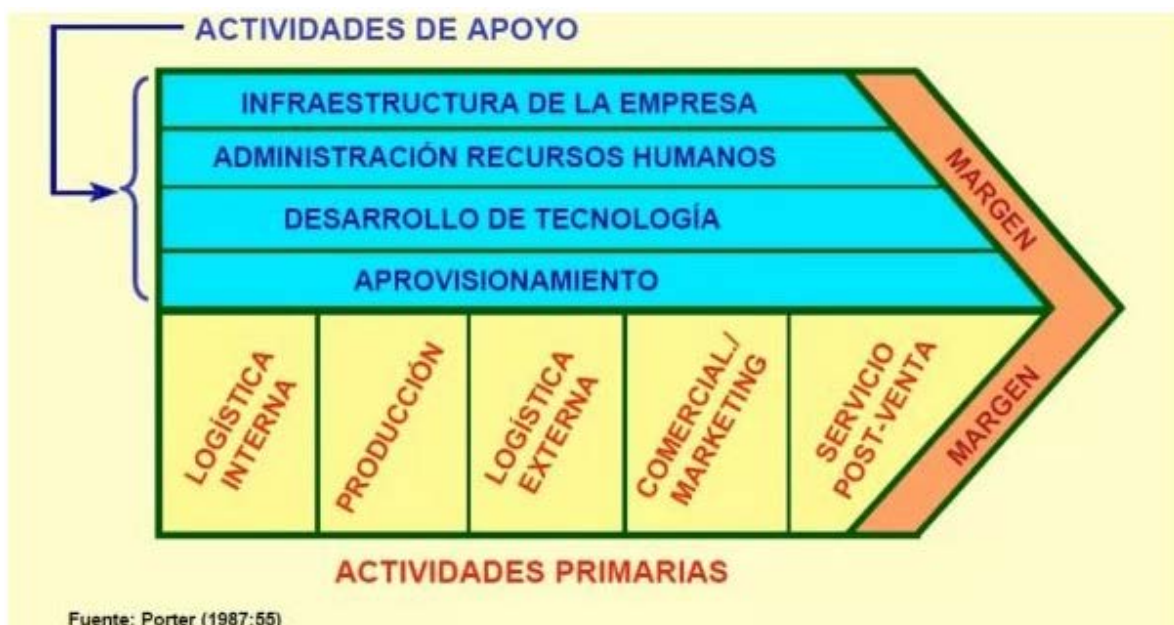 ACTIVIDADES DE APOYO
INFRAESTRUCTURA DE LA EMPRESA
ADMINISTRACIÓN RECURSOS HUMANOS
DESARROLLO DE TECNOLOGÍA
APROVISIONAMIENTO
MARGEN
LOGÍSTICA
INTERNA
PRODUCCIÓN
LOGÍSTICA
EXTERNA
COMERCIAL./
MARKETING
SERVICIO
POST-VENTA
MARGEN
ACTIVIDADES PRIMARIAS
Fuente: Porter (1987:55)